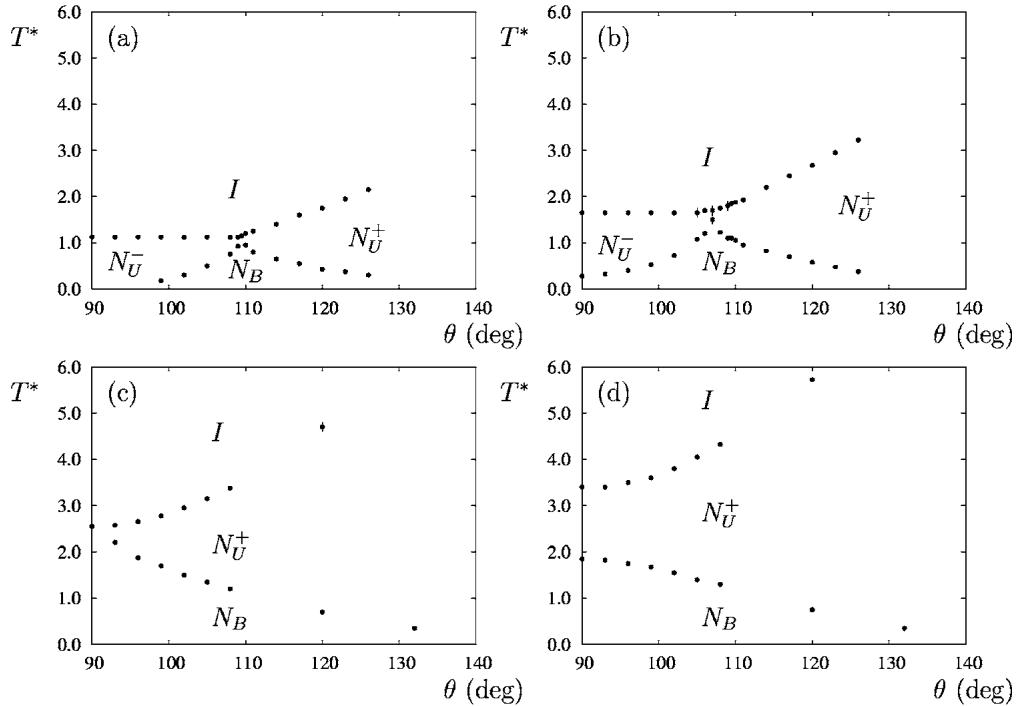 T* 6.0 (a)
5.0
4.0
3.0
I
2.0
N_U^+
1.0
N_U^- N_B
0.0
90 100 110 120 130 140
θ (deg)
T* 6.0 (b)
5.0
4.0
3.0
I
2.0
N_U^+
1.0
N_U^- N_B
0.0
90 100 110 120 130 140
θ (deg)
T* 6.0 (c)
5.0
I
4.0
3.0
N_U^+
2.0
1.0
N_B
0.0
90 100 110 120 130 140
θ (deg)
T* 6.0 (d)
I
5.0
4.0
3.0
N_U^+
2.0
1.0
N_B
0.0
90 100 110 120 130 140
θ (deg)